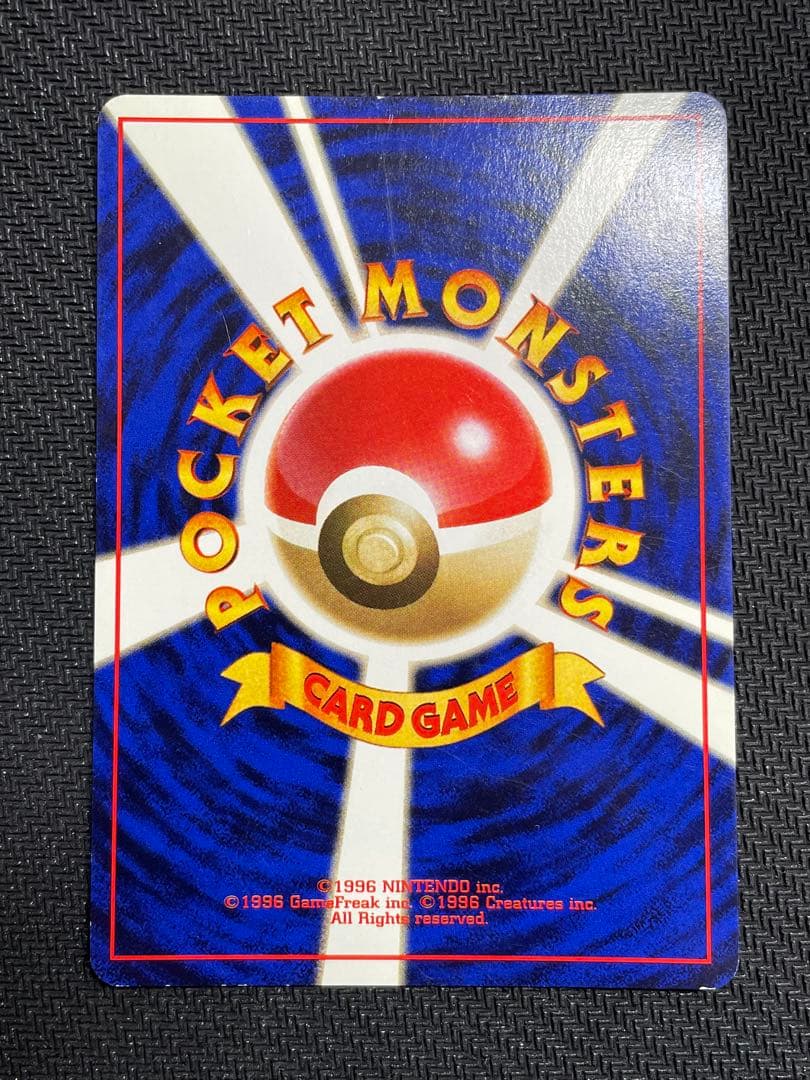 POCKET MONSTERS
CARD GAME
©1996 NINTENDO inc.
©1996 GameFreak inc. ©1996 Creatures inc.
All Rights reserved.